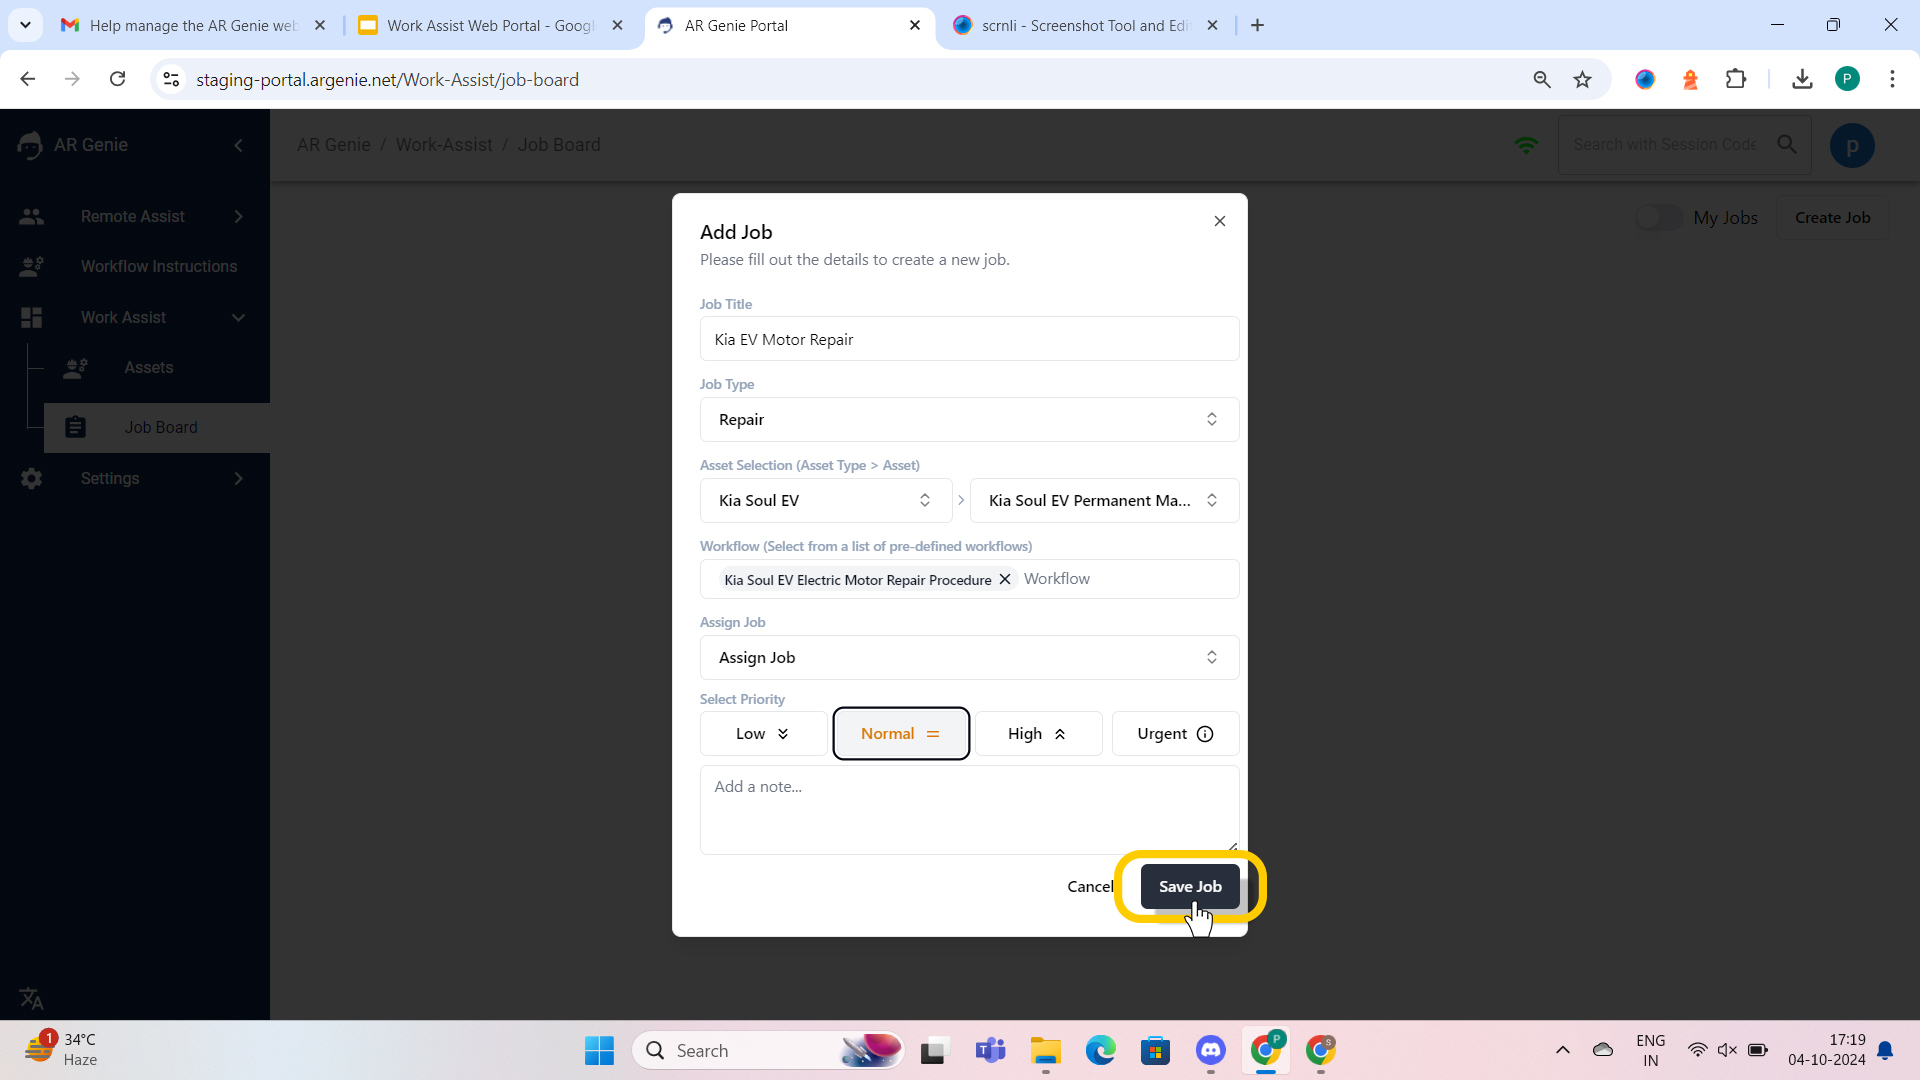 Help manage the AR Genie web
Work Assist Web Portal - Googl
AR Genie Portal
scrnli - Screenshot Tool and Edi
staging-portal.argenie.net/Work-Assist/job-board
P
AR Genie
AR Genie / Work-Assist / Job Board
Search with Session Code
p
Remote Assist
Workflow Instructions
Work Assist
Assets
Job Board
Settings
My Jobs
Create Job
Add Job
Please fill out the details to create a new job.
Job Title
Kia EV Motor Repair
Job Type
Repair
Asset Selection (Asset Type > Asset)
Kia Soul EV > Kia Soul EV Permanent Ma...
Workflow (Select from a list of pre-defined workflows)
Kia Soul EV Electric Motor Repair Procedure Workflow
Assign Job
Assign Job
Select Priority
Low Normal High Urgent
Add a note...
Cancel Save Job
1
34°C
Haze
Search
P
S
ENG
IN
17:19
04-10-2024